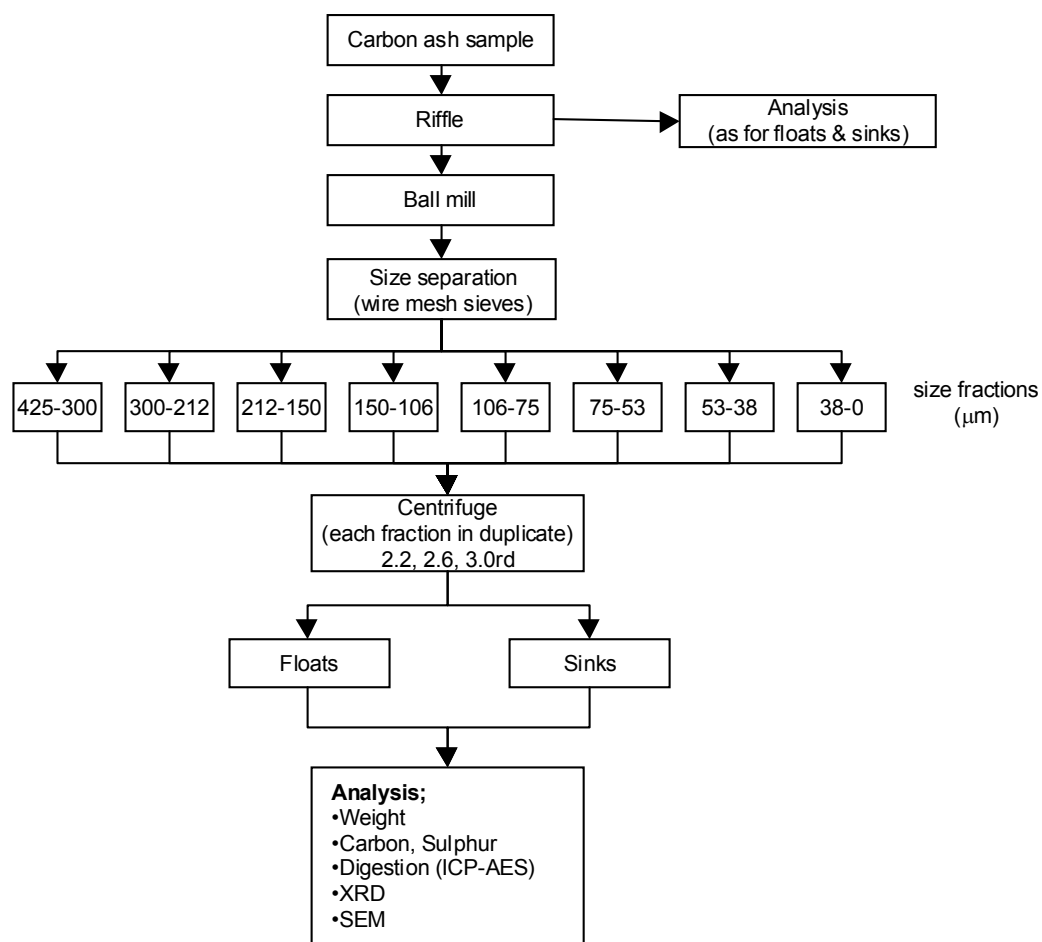 Carbon ash sample
Riffle
Analysis
(as for floats & sinks)
Ball mill
Size separation
(wire mesh sieves)
425-300
300-212
212-150
150-106
106-75
75-53
53-38
38-0
size fractions
(μm)
Centrifuge
(each fraction in duplicate)
2.2, 2.6, 3.0rd
Floats
Sinks
Analysis;
•Weight
•Carbon, Sulphur
•Digestion (ICP-AES)
•XRD
•SEM